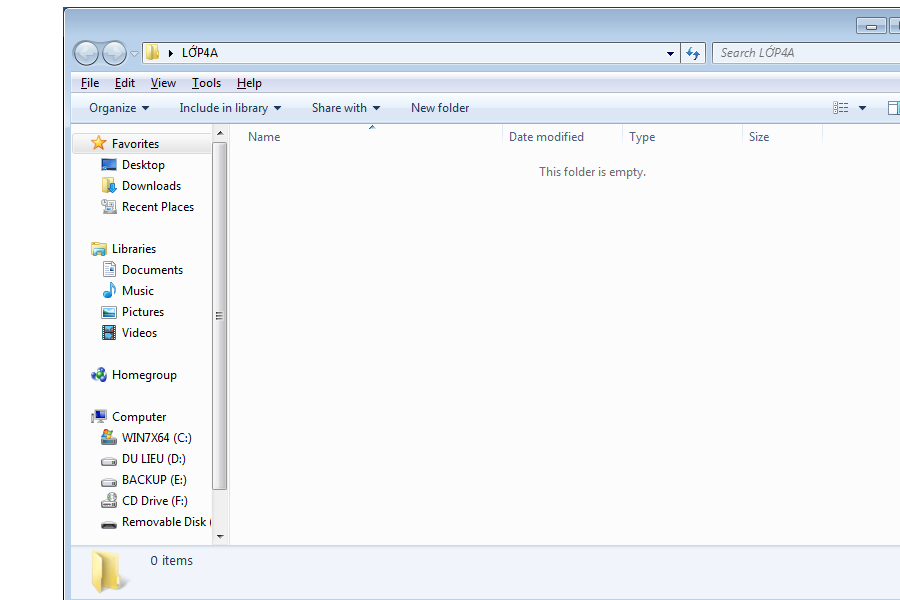 LỚP4A
Search LỚP4A
File Edit View Tools Help
Organize Include in library Share with New folder
Name Date modified Type Size
This folder is empty.
Favorites
Desktop
Downloads
Recent Places
Libraries
Documents
Music
Pictures
Videos
Homegroup
Computer
WIN7X64 (C:)
DU LIEU (D:)
BACKUP (E:)
CD Drive (F:)
Removable Disk (
0 items